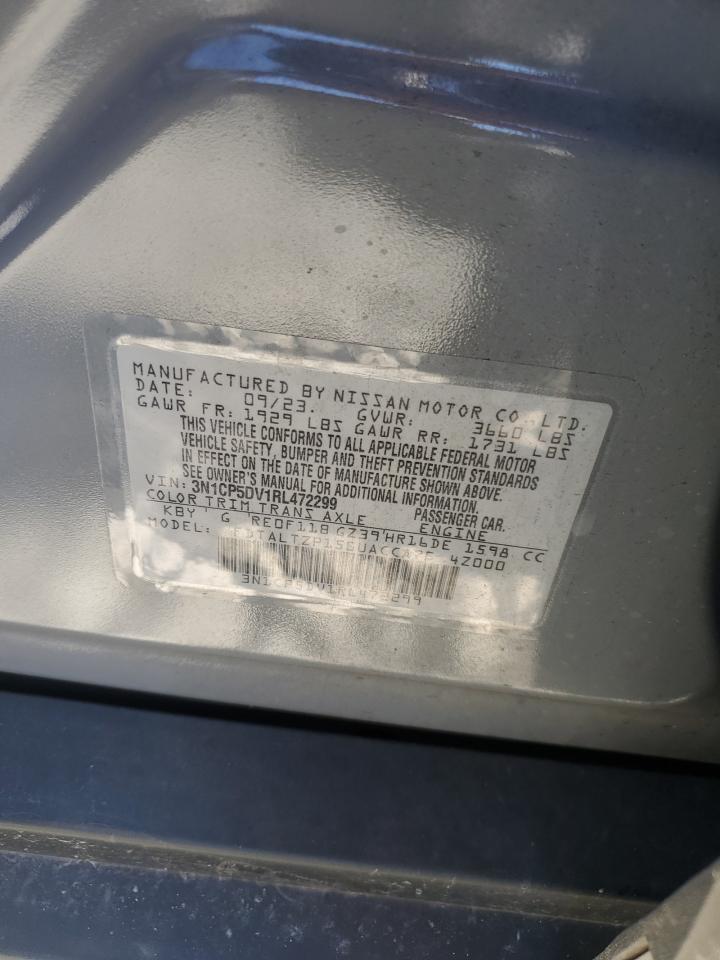 MANUFACTURED BY NISSAN MOTOR CO., LTD.
DATE: 09/23. GVWR: 3660 LBS
GAWR FR: 1929 LBS GAWR RR: 1731 LBS
THIS VEHICLE CONFORMS TO ALL APPLICABLE FEDERAL MOTOR
VEHICLE SAFETY, BUMPER AND THEFT PREVENTION STANDARDS
IN EFFECT ON THE DATE OF MANUFACTURE SHOWN ABOVE.
SEE OWNER'S MANUAL FOR ADDITIONAL INFORMATION.
VIN: 3N1CP5DV1RL472299 PASSENGER CAR.
COLOR TRIM TRANS AXLE ENGINE
KBY G RE0F11B GZ39 HR16DE 1598 CC
MODEL: 4Z000
3N1CP5DV1RL472299